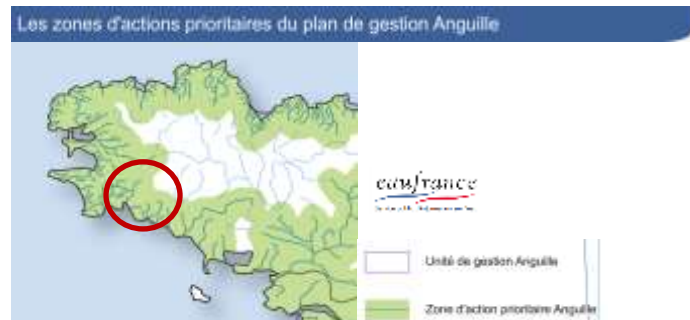 Les zones d'actions prioritaires du plan de gestion Anguille
eaufrance
Unité de gestion Anguille
Zone d'action prioritaire Anguille